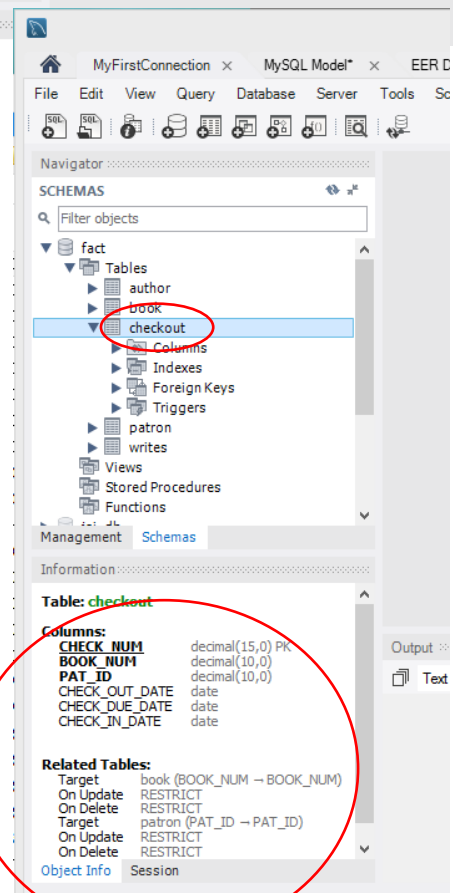 MyFirstConnection × MySQL Model* × EER D
File Edit View Query Database Server Tools Sc
SQL SQL
Navigator
SCHEMAS
Filter objects
fact
Tables
author
book
checkout
Columns
Indexes
Foreign Keys
Triggers
patron
writes
Views
Stored Procedures
Functions
Management Schemas
Information
Table: checkout
Columns:
CHECK_NUM decimal(15,0) PK
BOOK_NUM decimal(10,0)
PAT_ID decimal(10,0)
CHECK_OUT_DATE date
CHECK_DUE_DATE date
CHECK_IN_DATE date
Related Tables:
Target book (BOOK_NUM → BOOK_NUM)
On Update RESTRICT
On Delete RESTRICT
Target patron (PAT_ID → PAT_ID)
On Update RESTRICT
On Delete RESTRICT
Object Info Session
Output
Text